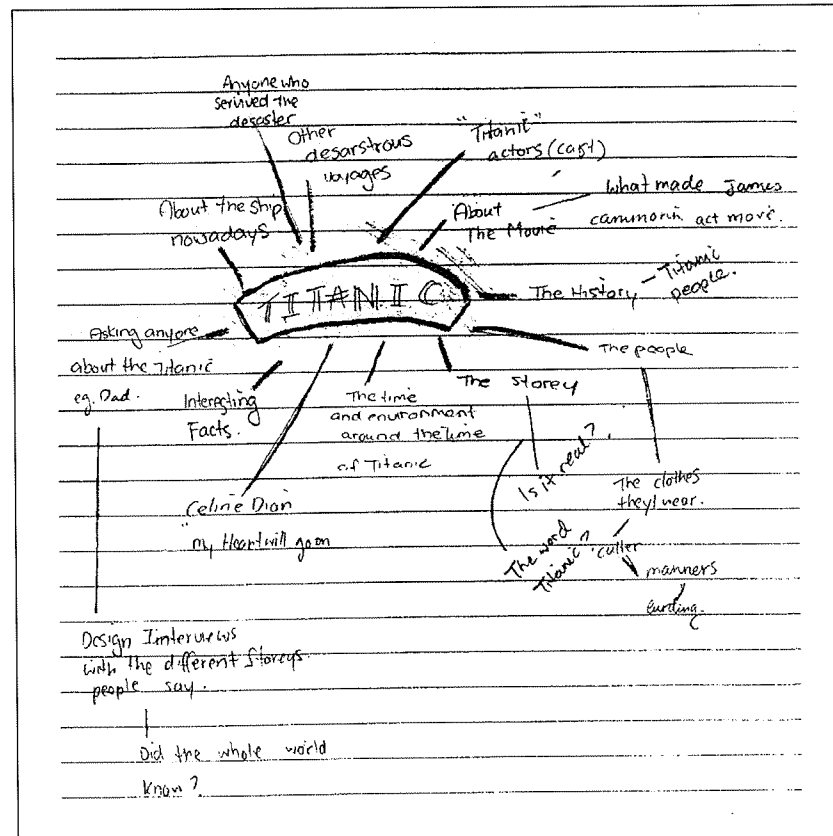 Anyone who
serived the
desaster
Other
desarstrous
voyages
"Titanic"
actors (cast)
About
The Movie
What made James
act movie.
About the ship
nowadays
TITANIC
The History
Titanic
people.
Asking anyone
about the Titanic
eg. Dad.
Interesting
Facts.
The time
and environment
around the time
of Titanic
The storey
The people
Is it real?
The word
Titanic?
The clothes
they wear.
manners
Celine Dion
"my Heart will go on
Design Iinterviews
with the different storeys
people say.
Did the whole world
know?